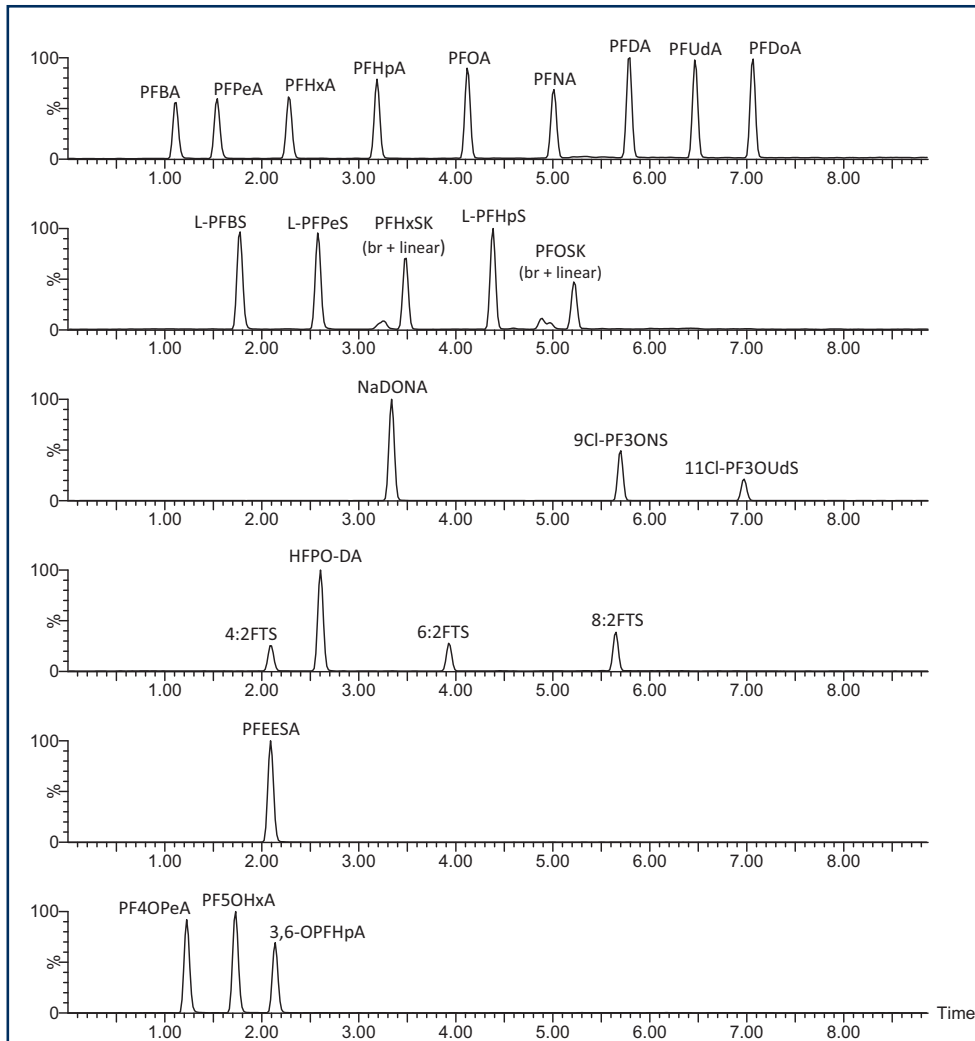 PFBA PFPeA PFHxA PFHpA PFOA PFNA PFDA PFUdA PFDoA
100
%
0
1.00 2.00 3.00 4.00 5.00 6.00 7.00 8.00
L-PFBS L-PFPeS PFHxSK L-PFHpS PFOSK
(br + linear) (br + linear)
100
%
0
1.00 2.00 3.00 4.00 5.00 6.00 7.00 8.00
NaDONA
9Cl-PF3ONS
11Cl-PF3OUdS
100
%
0
1.00 2.00 3.00 4.00 5.00 6.00 7.00 8.00
HFPO-DA
4:2FTS 6:2FTS 8:2FTS
100
%
0
1.00 2.00 3.00 4.00 5.00 6.00 7.00 8.00
PFEESA
100
%
0
1.00 2.00 3.00 4.00 5.00 6.00 7.00 8.00
PF4OPeA PF5OHxA 3,6-OPFHpA
100
%
0
1.00 2.00 3.00 4.00 5.00 6.00 7.00 8.00 Time